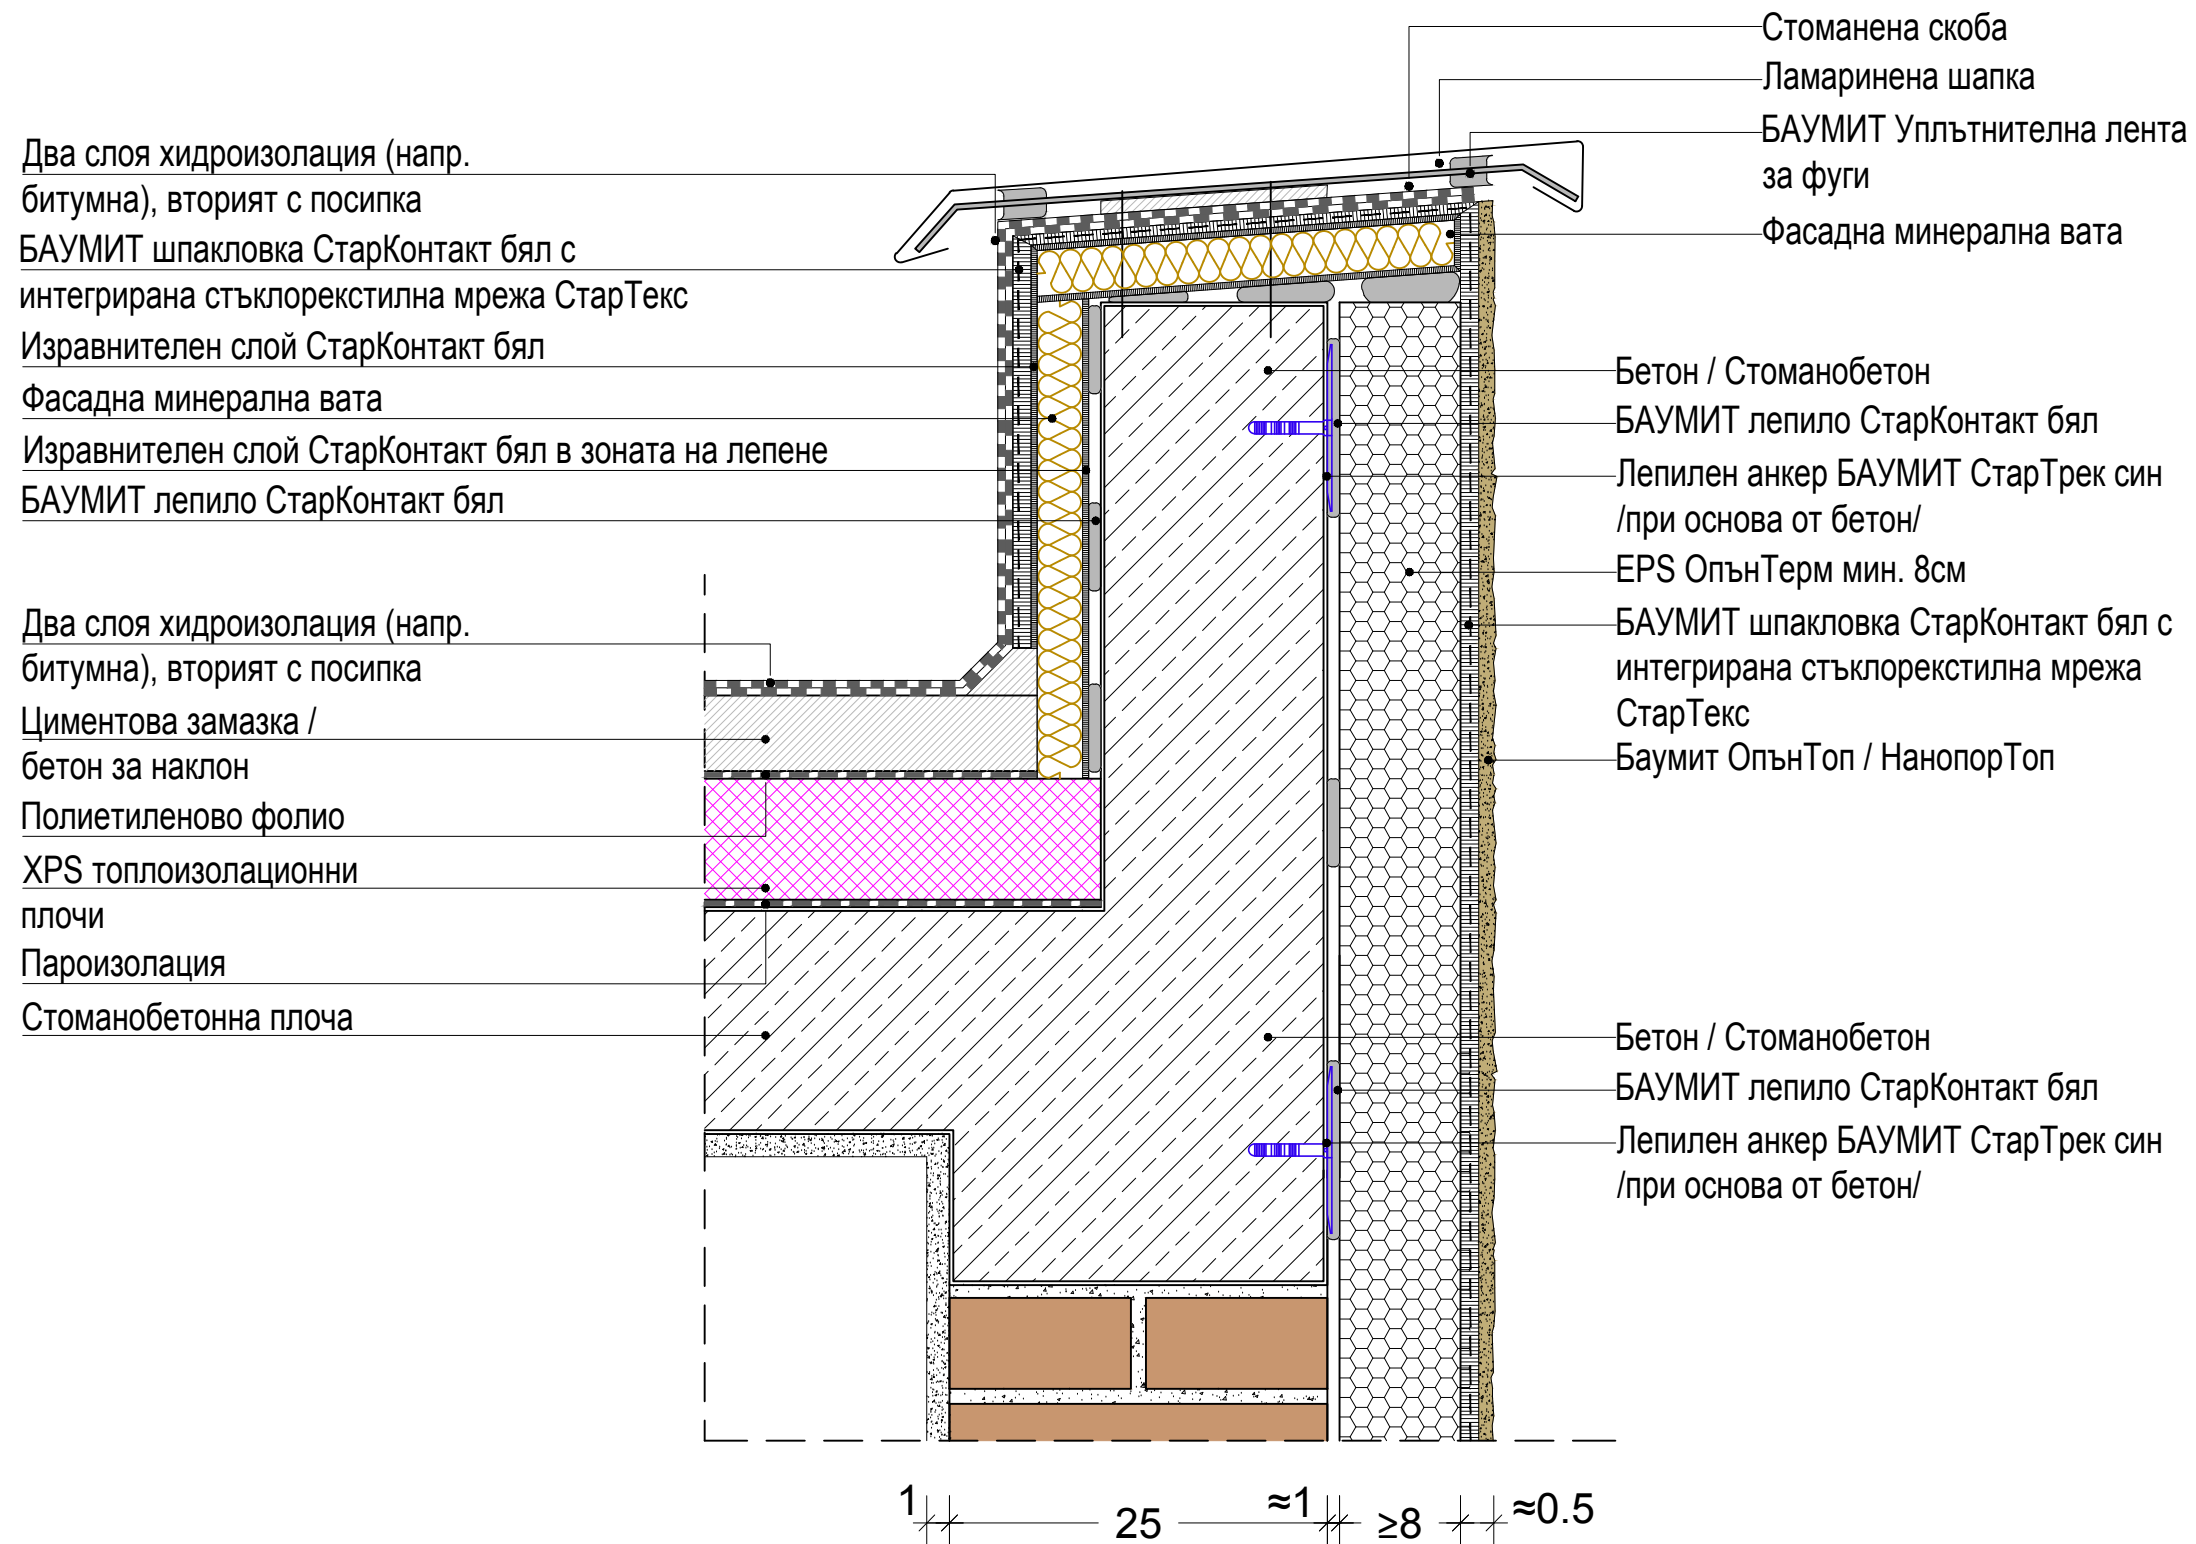 Стоманена скоба
Ламаринена шапка
БАУМИТ Уплътнителна лента
за фуги
Фасадна минерална вата
Два слоя хидроизолация (напр.
битумна), вторият с посипка
БАУМИТ шпакловка СтарКонтакт бял с
интегрирана стъклорекстилна мрежа СтарТекс
Изравнителен слой СтарКонтакт бял
Фасадна минерална вата
Изравнителен слой СтарКонтакт бял в зоната на лепене
БАУМИТ лепило СтарКонтакт бял
Два слоя хидроизолация (напр.
битумна), вторият с посипка
Циментова замазка /
бетон за наклон
Полиетиленово фолио
XPS топлоизолационни
плочи
Пароизолация
Стоманобетонна плоча
Бетон / Стоманобетон
БАУМИТ лепило СтарКонтакт бял
Лепилен анкер БАУМИТ СтарТрек син
/при основа от бетон/
EPS ОпънТерм мин. 8см
БАУМИТ шпакловка СтарКонтакт бял с
интегрирана стъклорекстилна мрежа
СтарТекс
Баумит ОпънТоп / НанопорТоп
Бетон / Стоманобетон
БАУМИТ лепило СтарКонтакт бял
Лепилен анкер БАУМИТ СтарТрек син
/при основа от бетон/
1 25 ≈1 ≥8 ≈0.5